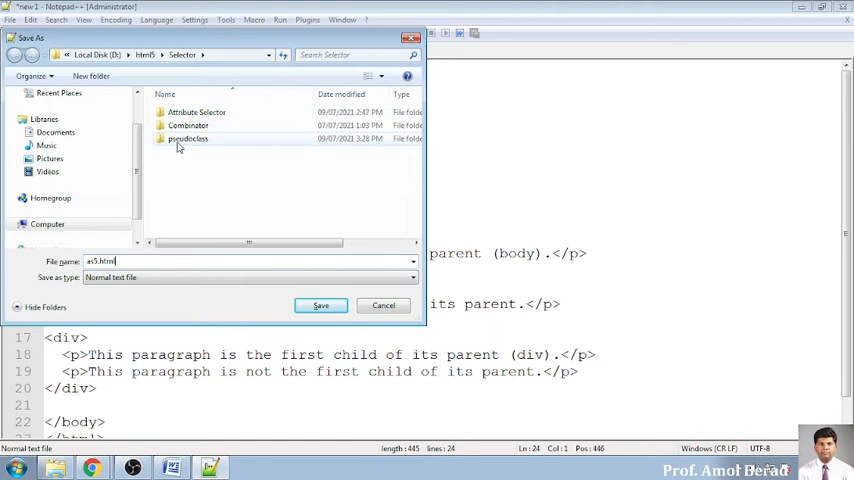 *new 1 - Notepad++ [Administrator]
File Edit Search View Encoding Language Settings Macro Run Plugins Window ?
Save As
« Local Disk (D:) html5 Selector
Search Selector
Organize
New folder
Recent Places
Libraries
Documents
Music
Pictures
Videos
Homegroup
Computer
Name Date modified Type
Attribute Selector 09/07/2021 2:47 PM File folde
Combinator 07/07/2021 1:03 PM File folde
pseudoclass 09/07/2021 3:28 PM File folde
File name: as5.html
Save as type: Normal text file
Hide Folders
Save
Cancel
parent (body).</p>
its parent.</p>
17 <div>
18 <p>This paragraph is the first child of its parent (div).</p>
19 <p>This paragraph is not the first child of its parent.</p>
20 </div>
21
22 </body>
23 </html>
Normal text file length : 445 lines : 24 Ln : 24 Col : 1 Pos : 446 Windows (CR LF) UTF-8
Prof. Amol Berad